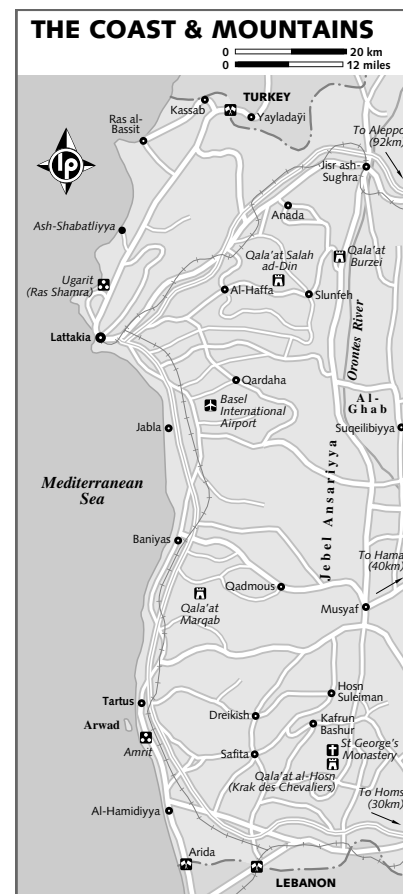 THE COAST & MOUNTAINS
0 20 km
0 12 miles
TURKEY
Kassab
Yayladaği
Ras al-
Bassit
To Aleppo
(92km)
lp
Jisr ash-
Sughra
Anada
Ash-Shabatliyya
Qala'at Salah
ad-Din
Qala'at
Burzei
Ugarit
(Ras Shamra)
Al-Haffa
Slunfeh
Orontes River
Lattakia
Qardaha
Al-
Ghab
Basel
International
Airport
Jabla
Suqeilibiyya
Mediterranean
Sea
Jebel Ansariyya
Baniyas
To Hama
(40km)
Qadmous
Qala'at
Marqab
Musyaf
Hosn
Suleiman
Tartus
Dreikish
Kafrun
Bashur
Arwad
Amrit
St George's
Monastery
Safita
Qala'at al-Hosn
(Krak des Chevaliers)
To Homs
(30km)
Al-Hamidiyya
Arida
LEBANON